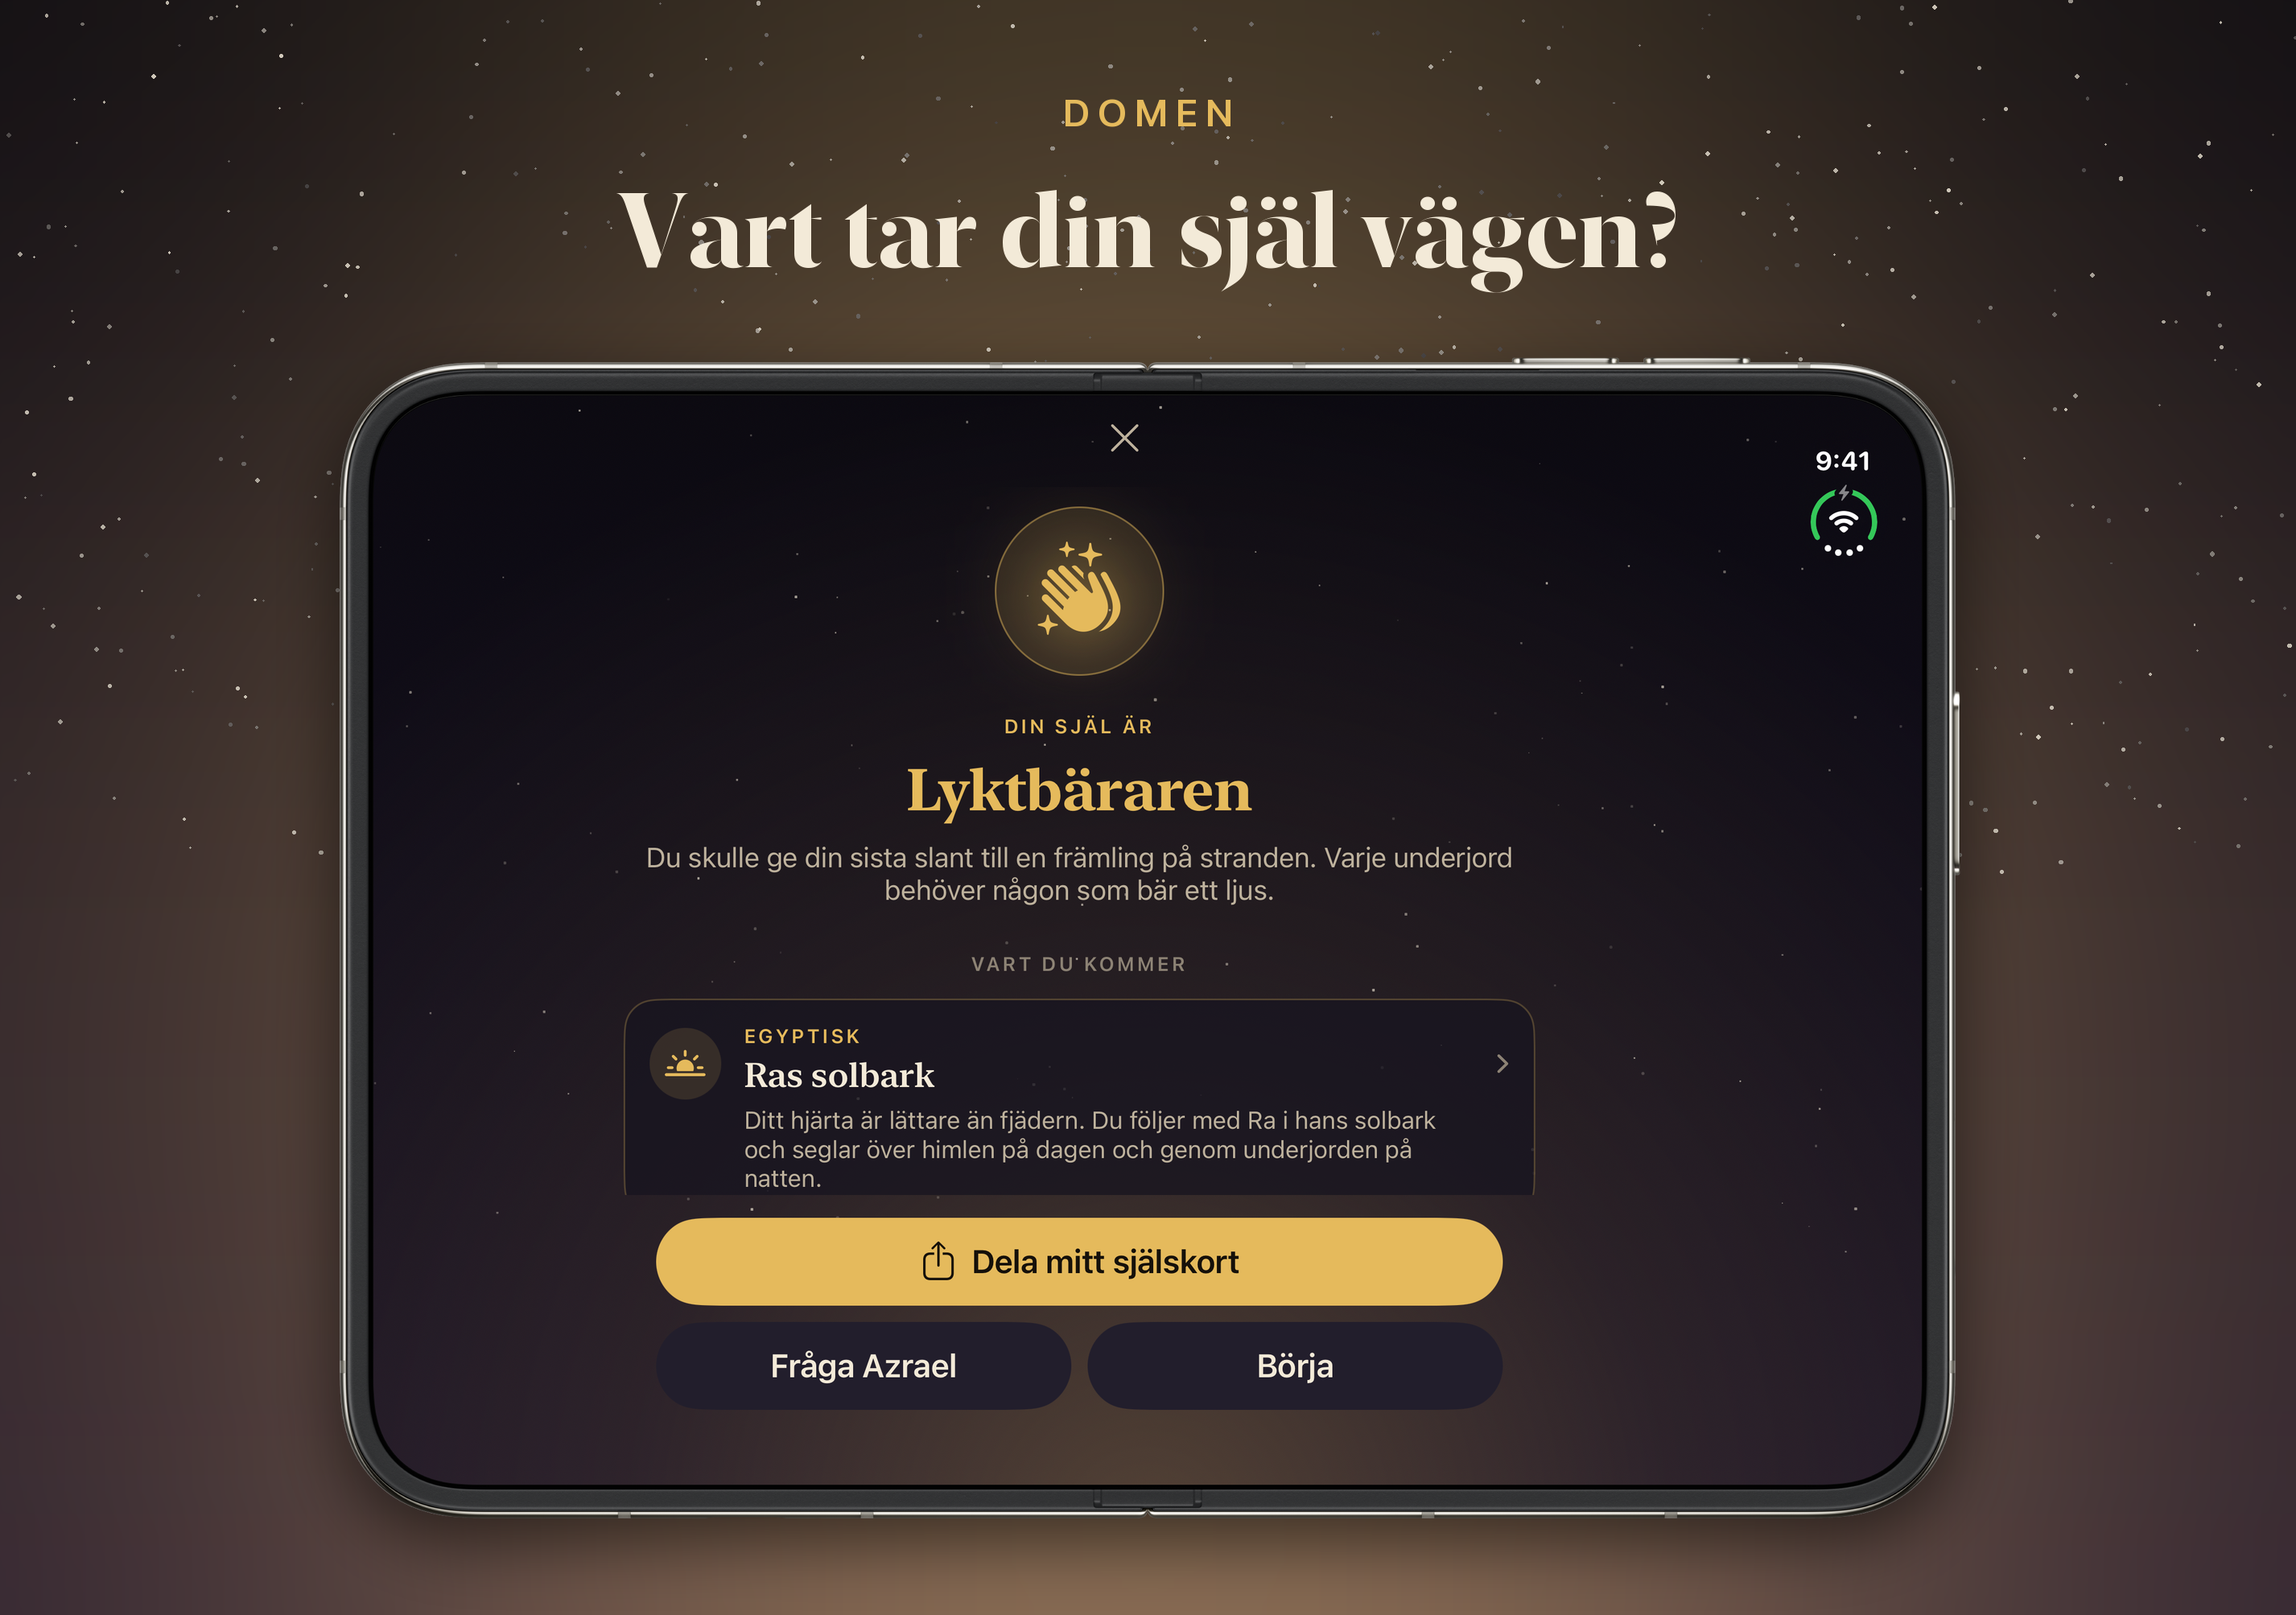 DOMEN
Vart tar din själ vägen?
9:41
DIN SJÄL ÄR
Lyktbäraren
Du skulle ge din sista slant till en främling på stranden. Varje underjord
behöver någon som bär ett ljus.
VART DU KOMMER
EGYPTISK
Ras solbark
Ditt hjärta är lättare än fjädern. Du följer med Ra i hans solbark
och seglar över himlen på dagen och genom underjorden på
natten.
Dela mitt själskort
Fråga Azrael
Börja